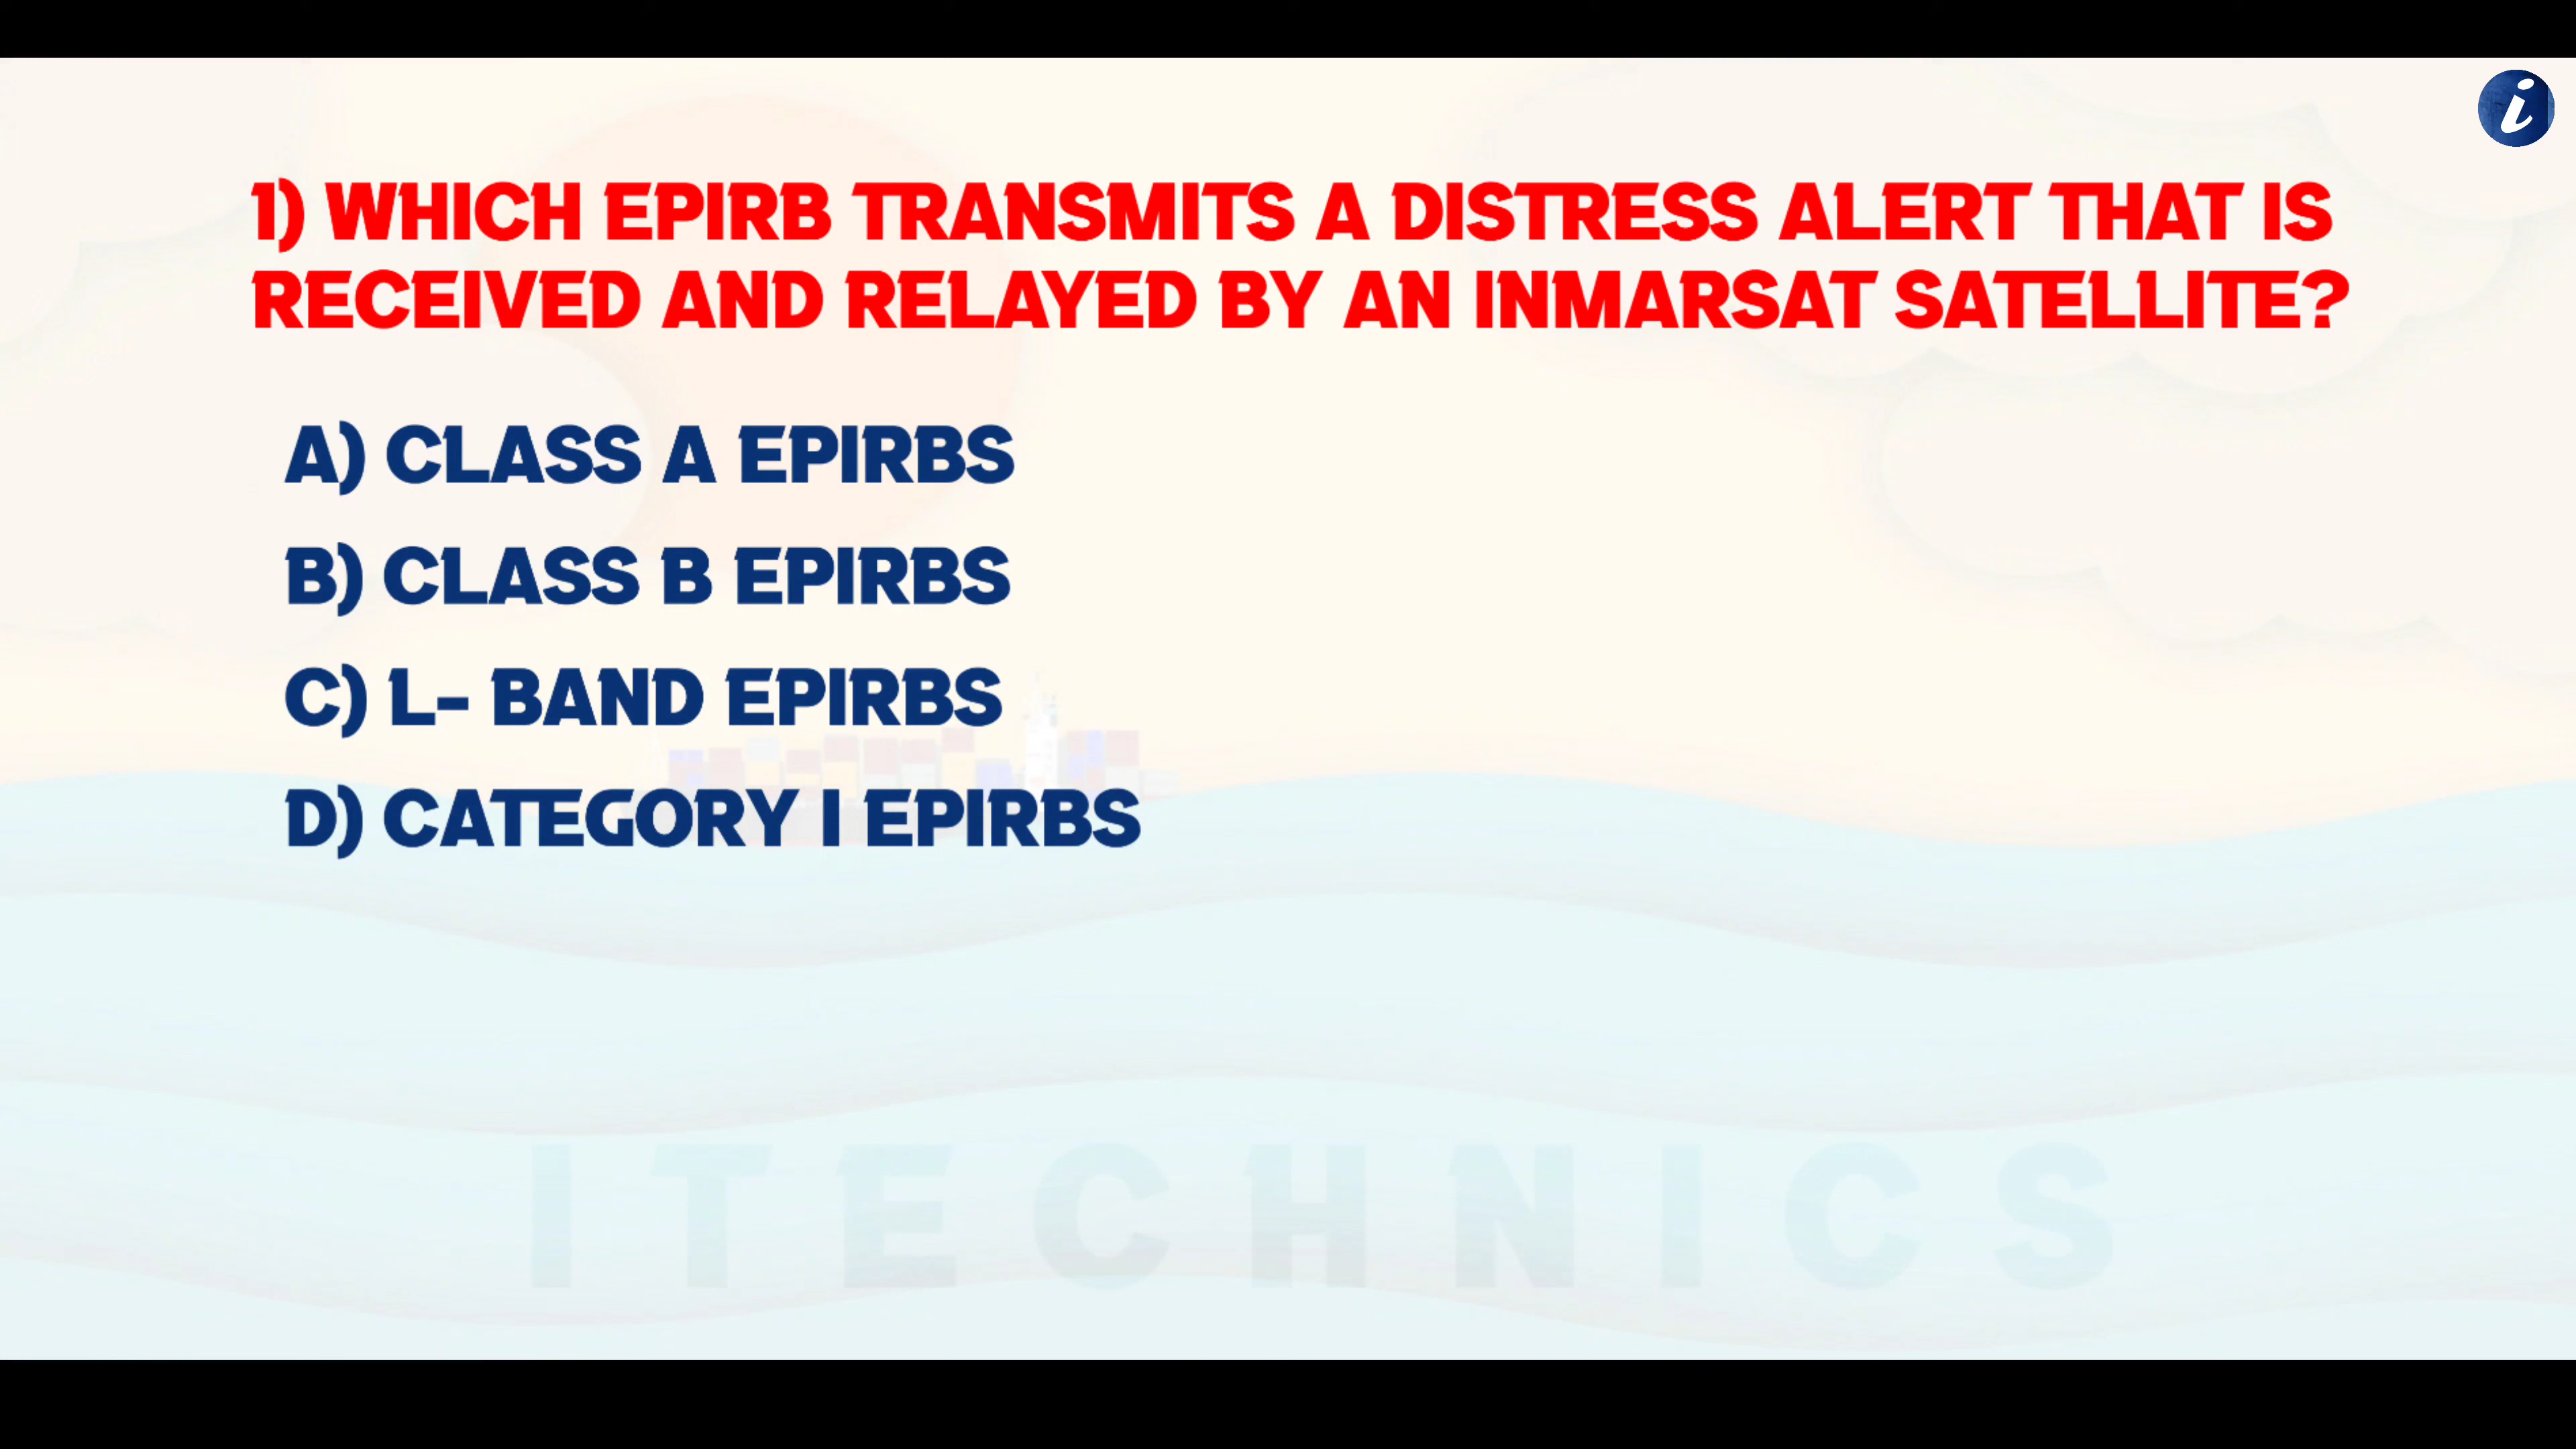 i
1) WHICH EPIRB TRANSMITS A DISTRESS ALERT THAT IS
RECEIVED AND RELAYED BY AN INMARSAT SATELLITE?
A) CLASS A EPIRBS
B) CLASS B EPIRBS
C) L- BAND EPIRBS
D) CATEGORY I EPIRBS
ITECHNICS